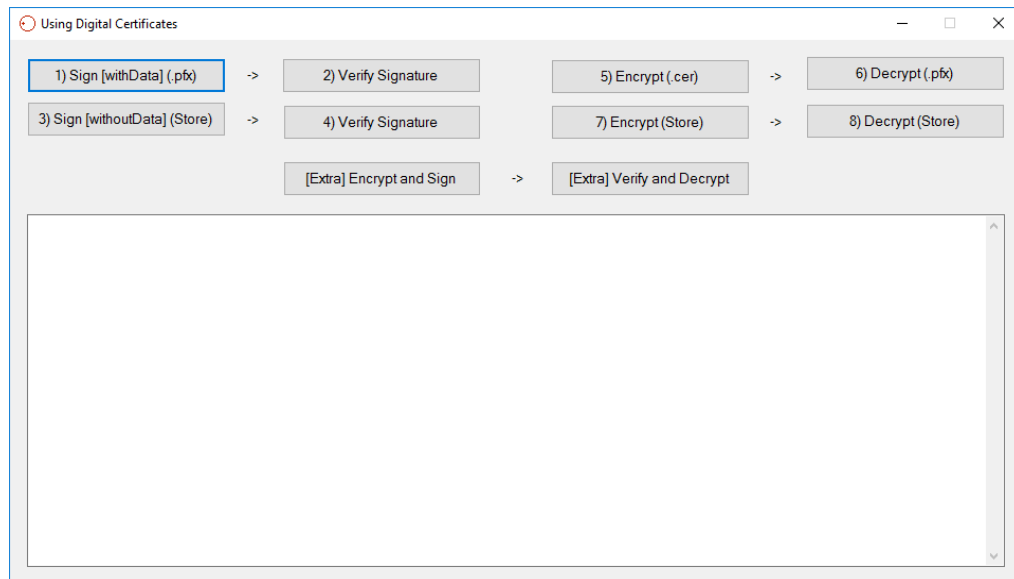 Using Digital Certificates
1) Sign [withData] (.pfx) -> 2) Verify Signature 5) Encrypt (.cer) -> 6) Decrypt (.pfx)
3) Sign [withoutData] (Store) -> 4) Verify Signature 7) Encrypt (Store) -> 8) Decrypt (Store)
[Extra] Encrypt and Sign -> [Extra] Verify and Decrypt